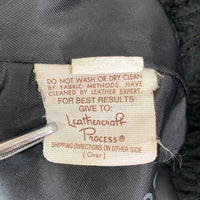 DO NOT WASH OR DRY CLEAN
BY FABRIC METHODS. HAVE
CLEANED BY LEATHER EXPERT.
FOR BEST RESULTS
GIVE TO:
Leathercraft
Process®
SHIPPING DIRECTIONS ON OTHER SIDE
(Over)